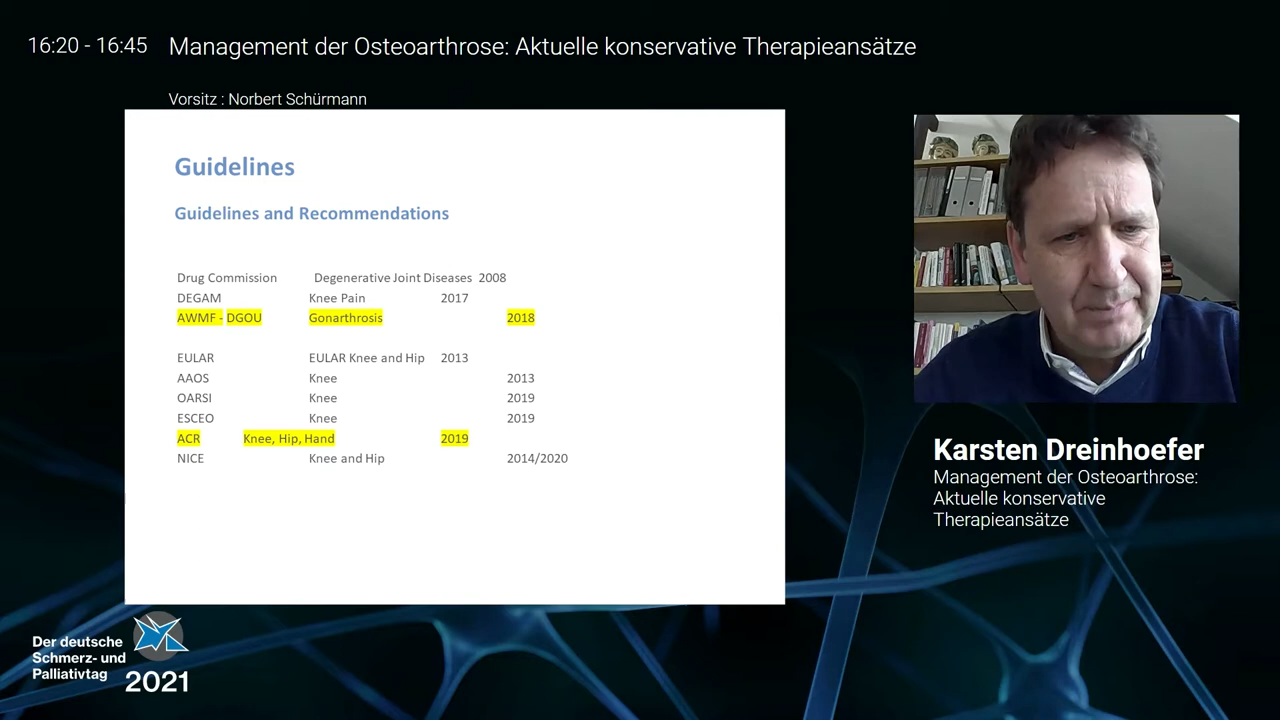 16:20 - 16:45 Management der Osteoarthrose: Aktuelle konservative Therapieansätze
Vorsitz : Norbert Schürmann
Guidelines
Guidelines and Recommendations
Drug Commission Degenerative Joint Diseases 2008
DEGAM Knee Pain 2017
AWMF - DGOU Gonarthrosis 2018
EULAR EULAR Knee and Hip 2013
AAOS Knee 2013
OARSI Knee 2019
ESCEO Knee 2019
ACR Knee, Hip, Hand 2019
NICE Knee and Hip 2014/2020
Karsten Dreinhoefer
Management der Osteoarthrose:
Aktuelle konservative
Therapieansätze
Der deutsche
Schmerz- und
Palliativtag
2021